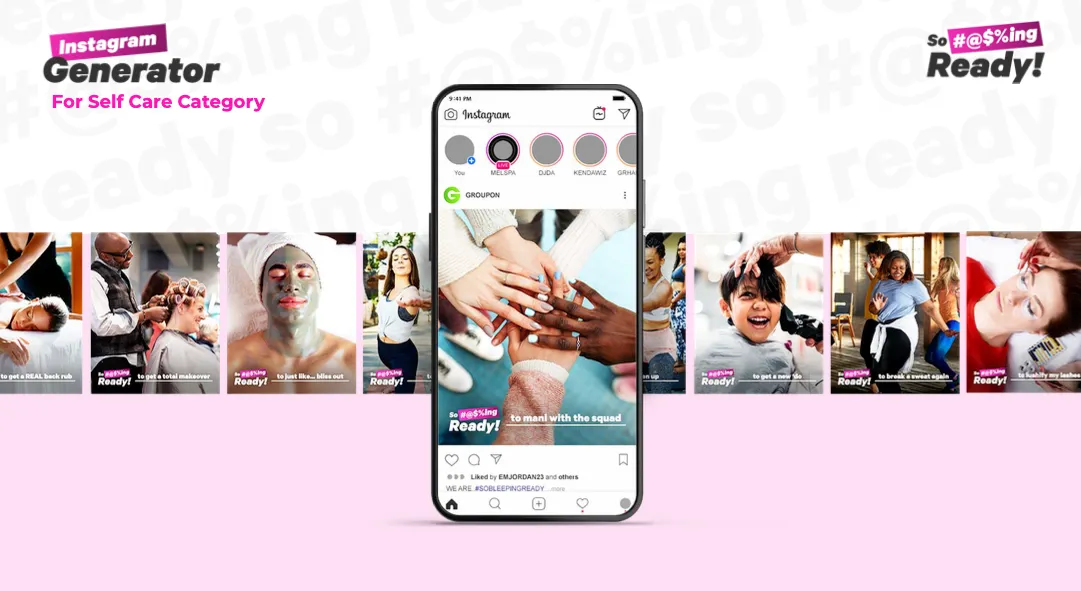 Instagram
Generator
For Self Care Category
So #@$%ing
Ready!
9:41 PM
Instagram
LIVE
You
MELSPA
DJDA
KENDAWIZ
GROUPON
So #@$%ing
Ready!
to mani with the squad
Liked by EMJORDAN23 and others
WE ARE #SOBLEEPINGREADY ... more
to get a REAL back rub
So #@$%ing
Ready!
to get a total makeover
So #@$%ing
Ready!
to just like... bliss out
So #@$%ing
Ready!
So #@$%ing
Ready!
to get a new 'do
So #@$%ing
Ready!
to break a sweat again
So #@$%ing
Ready!
to lushify my lashes